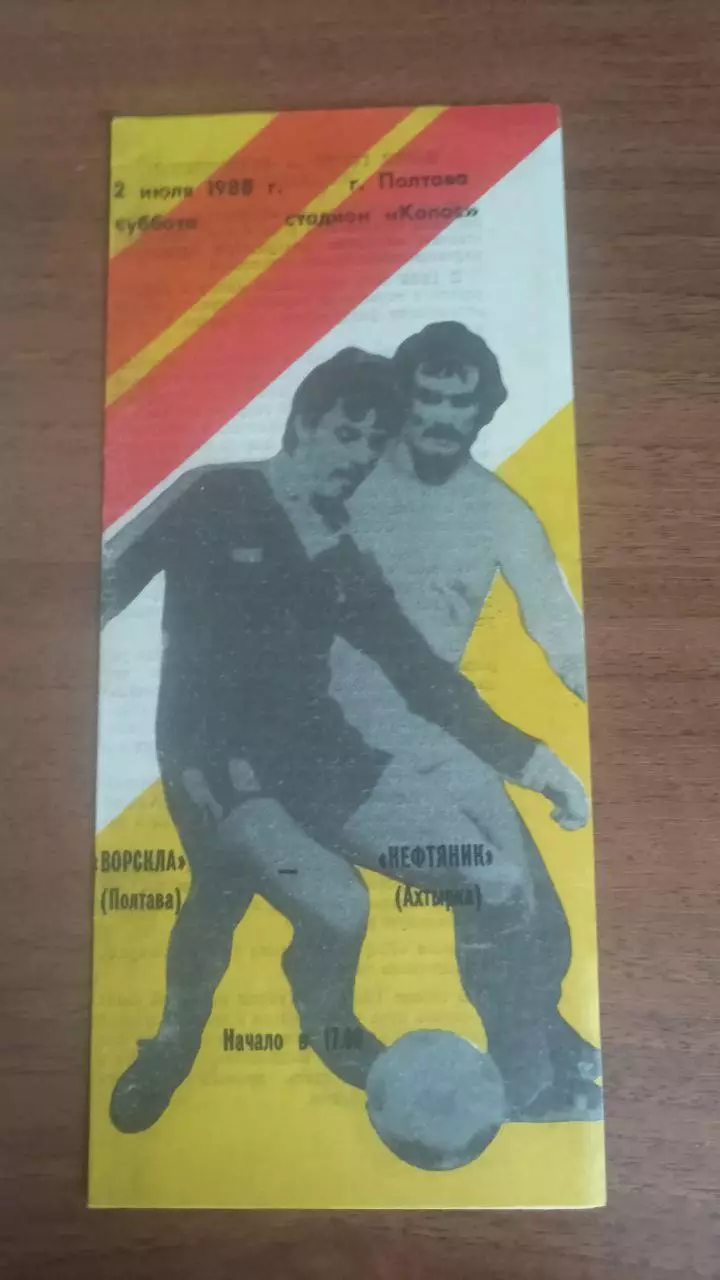 2 июля 1988 г. г. Полтава
суббота стадион «Колос»
«ВОРСКЛА» — «НЕФТЯНИК»
(Полтава) (Ахтырка)
Начало в 17.00